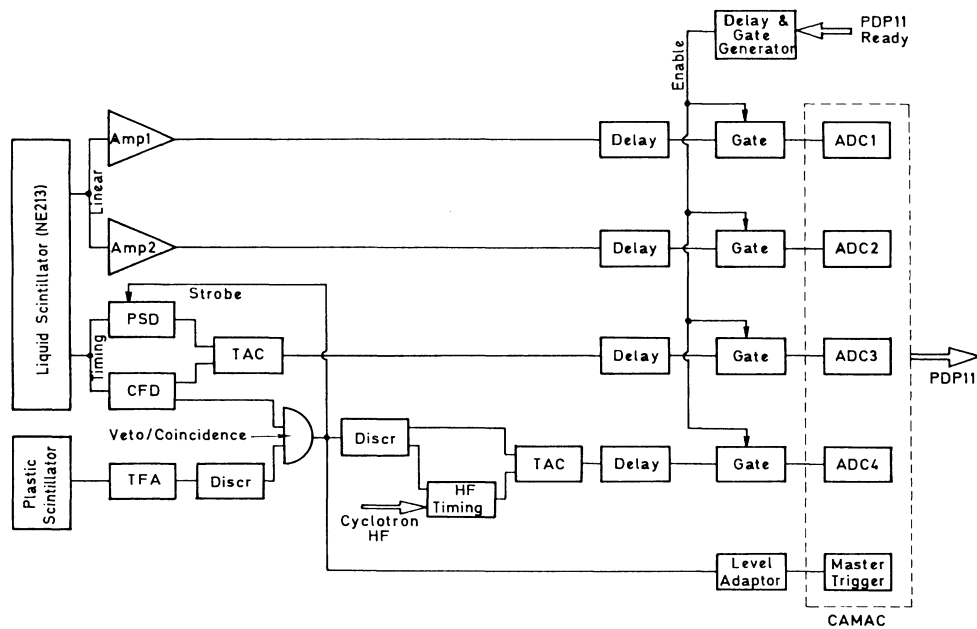 Delay &
Gate
Generator
PDP11
Ready
Enable
Liquid Scintillator (NE213)
Linear
Amp1
Delay
Gate
ADC1
Amp2
Delay
Gate
ADC2
Strobe
Timing
PSD
CFD
TAC
Delay
Gate
ADC3
PDP11
Veto/Coincidence
Plastic
Scintillator
TFA
Discr
Discr
HF
Timing
Cyclotron
HF
TAC
Delay
Gate
ADC4
Level
Adaptor
Master
Trigger
CAMAC